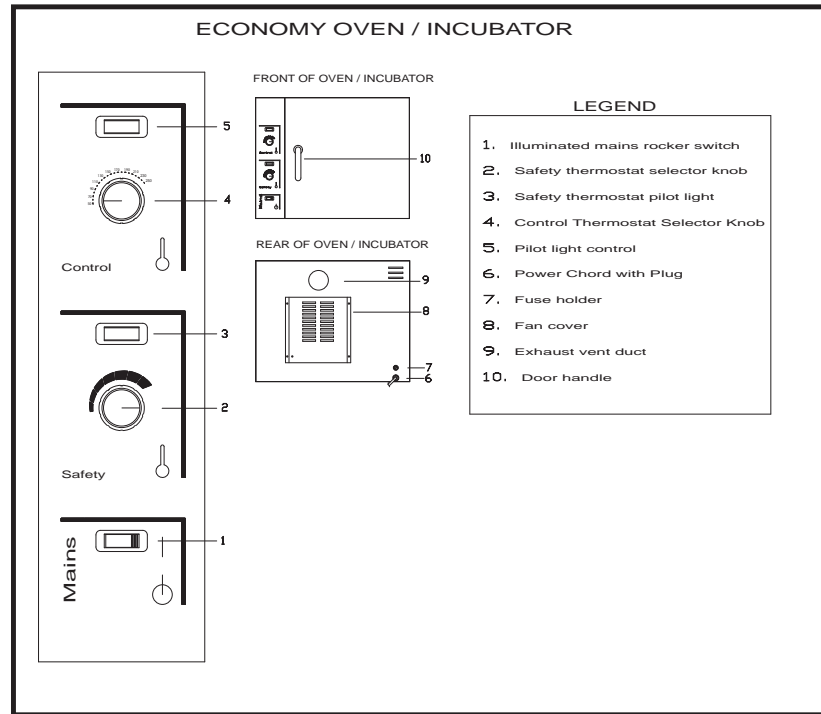 ECONOMY OVEN / INCUBATOR
5
4
Control
3
2
Safety
1
Mains
FRONT OF OVEN / INCUBATOR
Control
Safety
Mains
10
REAR OF OVEN / INCUBATOR
9
8
7
6
LEGEND
1. Illuminated mains rocker switch
2. Safety thermostat selector knob
3. Safety thermostat pilot light
4. Control Thermostat Selector Knob
5. Pilot light control
6. Power Chord with Plug
7. Fuse holder
8. Fan cover
9. Exhaust vent duct
10. Door handle